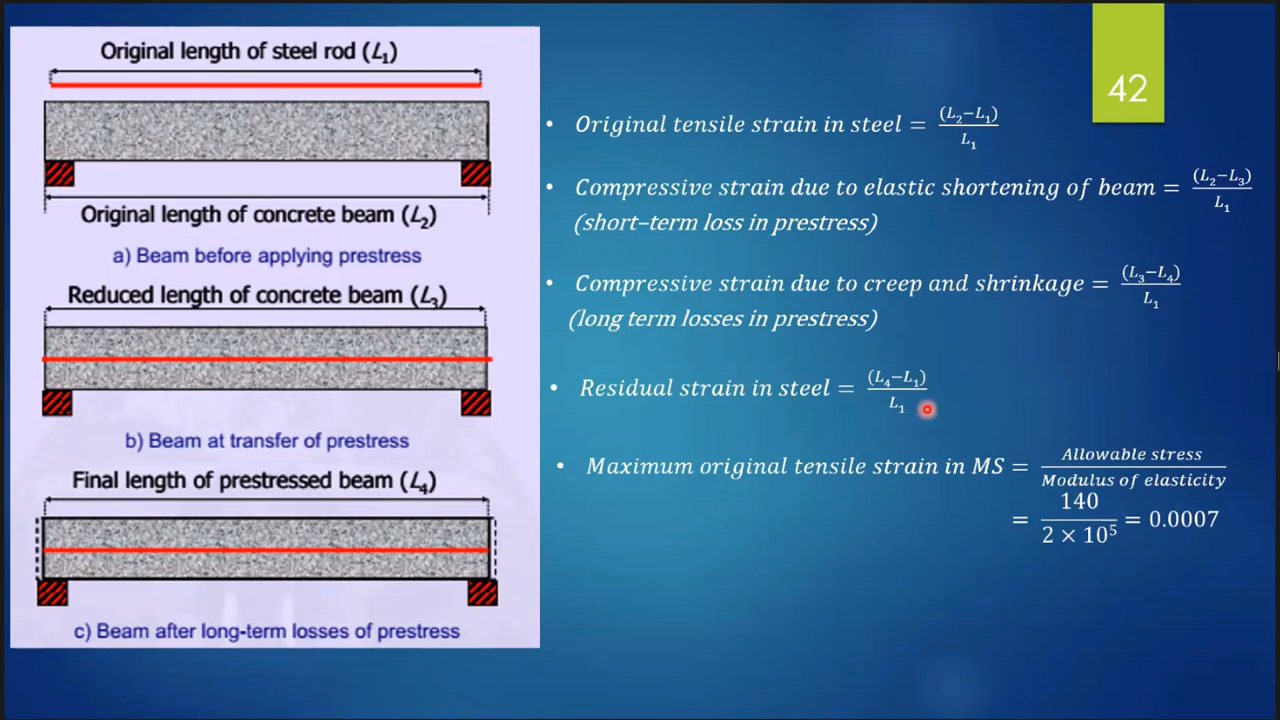 Original length of steel rod (L₁)
Original length of concrete beam (L₂)
a) Beam before applying prestress
Reduced length of concrete beam (L₃)
b) Beam at transfer of prestress
Final length of prestressed beam (L₄)
c) Beam after long-term losses of prestress
42
• Original tensile strain in steel = (L₂−L₁)/L₁
• Compressive strain due to elastic shortening of beam = (L₂−L₃)/L₁
(short−term loss in prestress)
• Compressive strain due to creep and shrinkage = (L₃−L₄)/L₁
(long term losses in prestress)
• Residual strain in steel = (L₄−L₁)/L₁
• Maximum original tensile strain in MS = Allowable stress/Modulus of elasticity
= 140/2 × 10⁵ = 0.0007